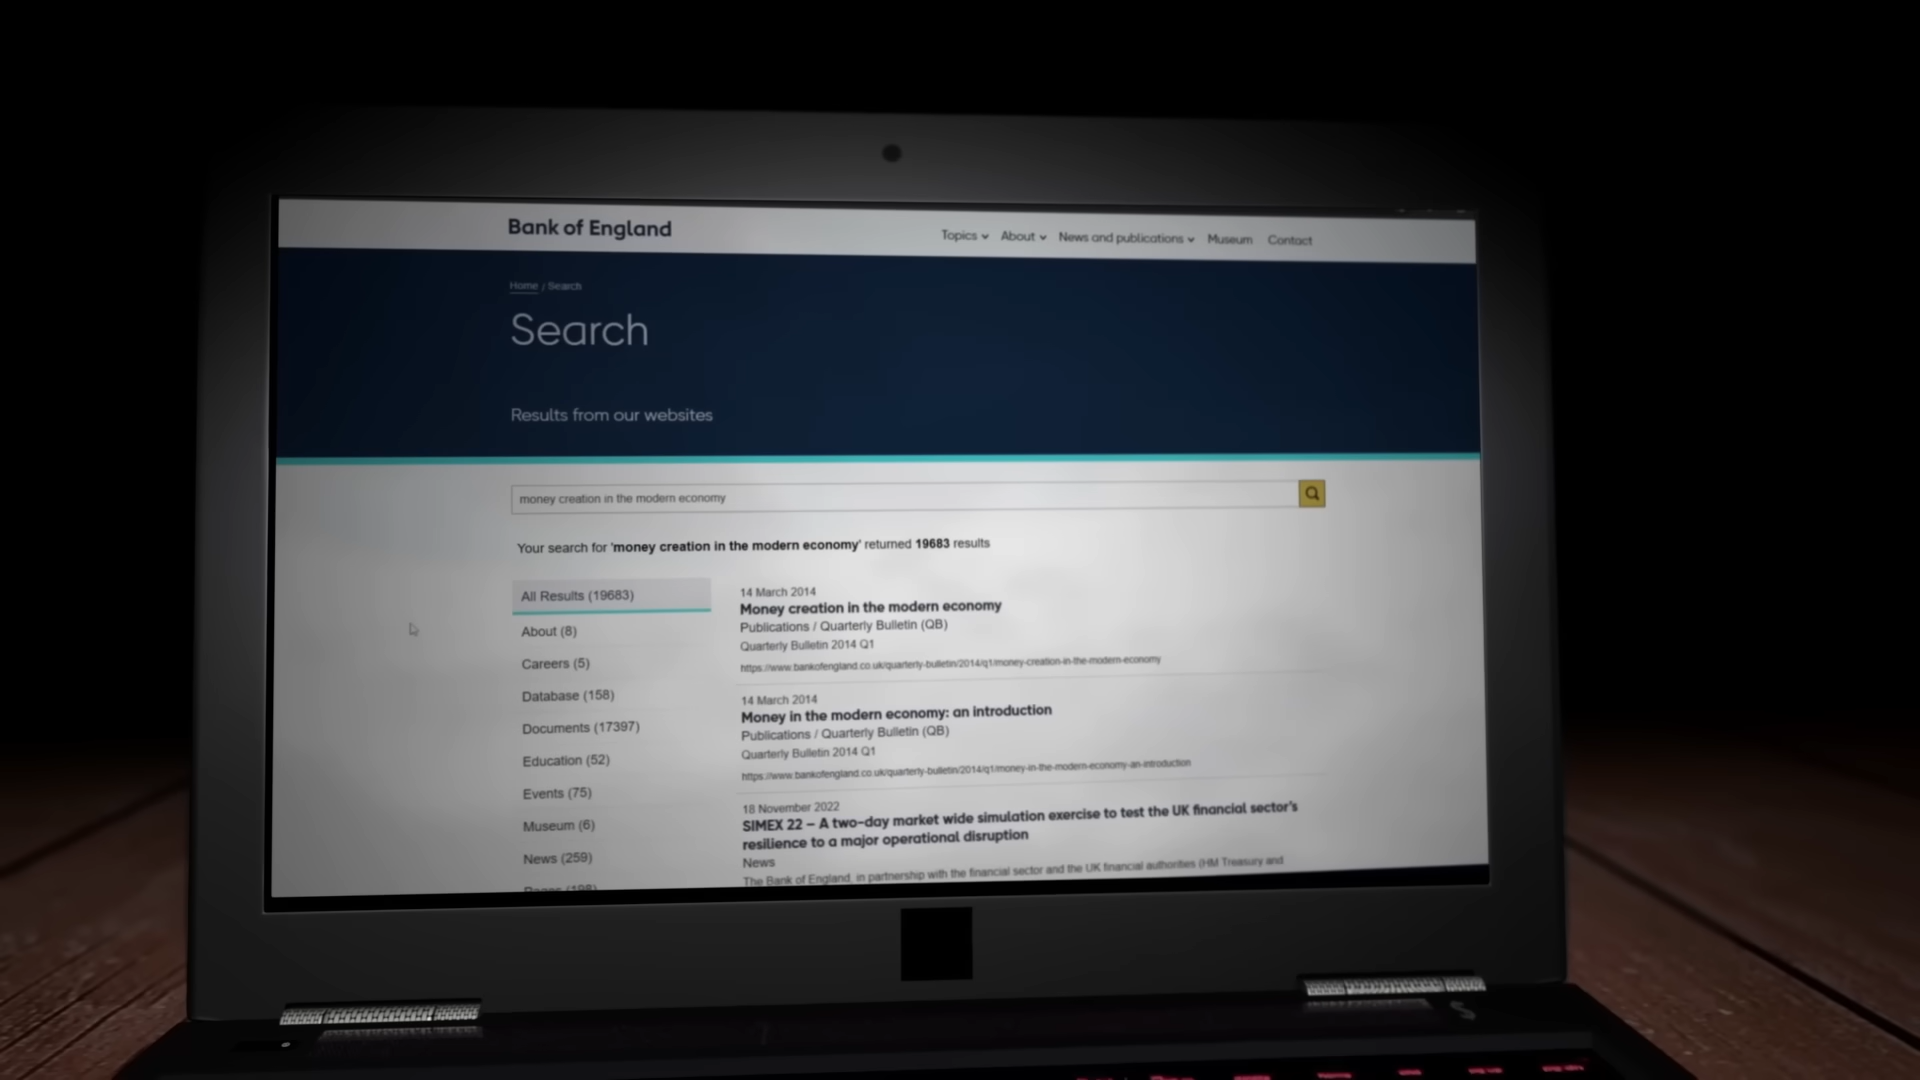 Bank of England
Topics About News and publications Museum Contact
Home / Search
Search
Results from our websites
money creation in the modern economy
Your search for 'money creation in the modern economy' returned 19683 results
All Results (19683)
About (8)
Careers (5)
Database (158)
Documents (17397)
Education (52)
Events (75)
Museum (6)
News (259)
14 March 2014
Money creation in the modern economy
Publications / Quarterly Bulletin (QB)
Quarterly Bulletin 2014 Q1
https://www.bankofengland.co.uk/quarterly-bulletin/2014/q1/money-creation-in-the-modern-economy
14 March 2014
Money in the modern economy: an introduction
Publications / Quarterly Bulletin (QB)
Quarterly Bulletin 2014 Q1
https://www.bankofengland.co.uk/quarterly-bulletin/2014/q1/money-in-the-modern-economy-an-introduction
18 November 2022
SIMEX 22 – A two-day market wide simulation exercise to test the UK financial sector's
resilience to a major operational disruption
News
The Bank of England, in partnership with the financial sector and the UK financial authorities (HM Treasury and